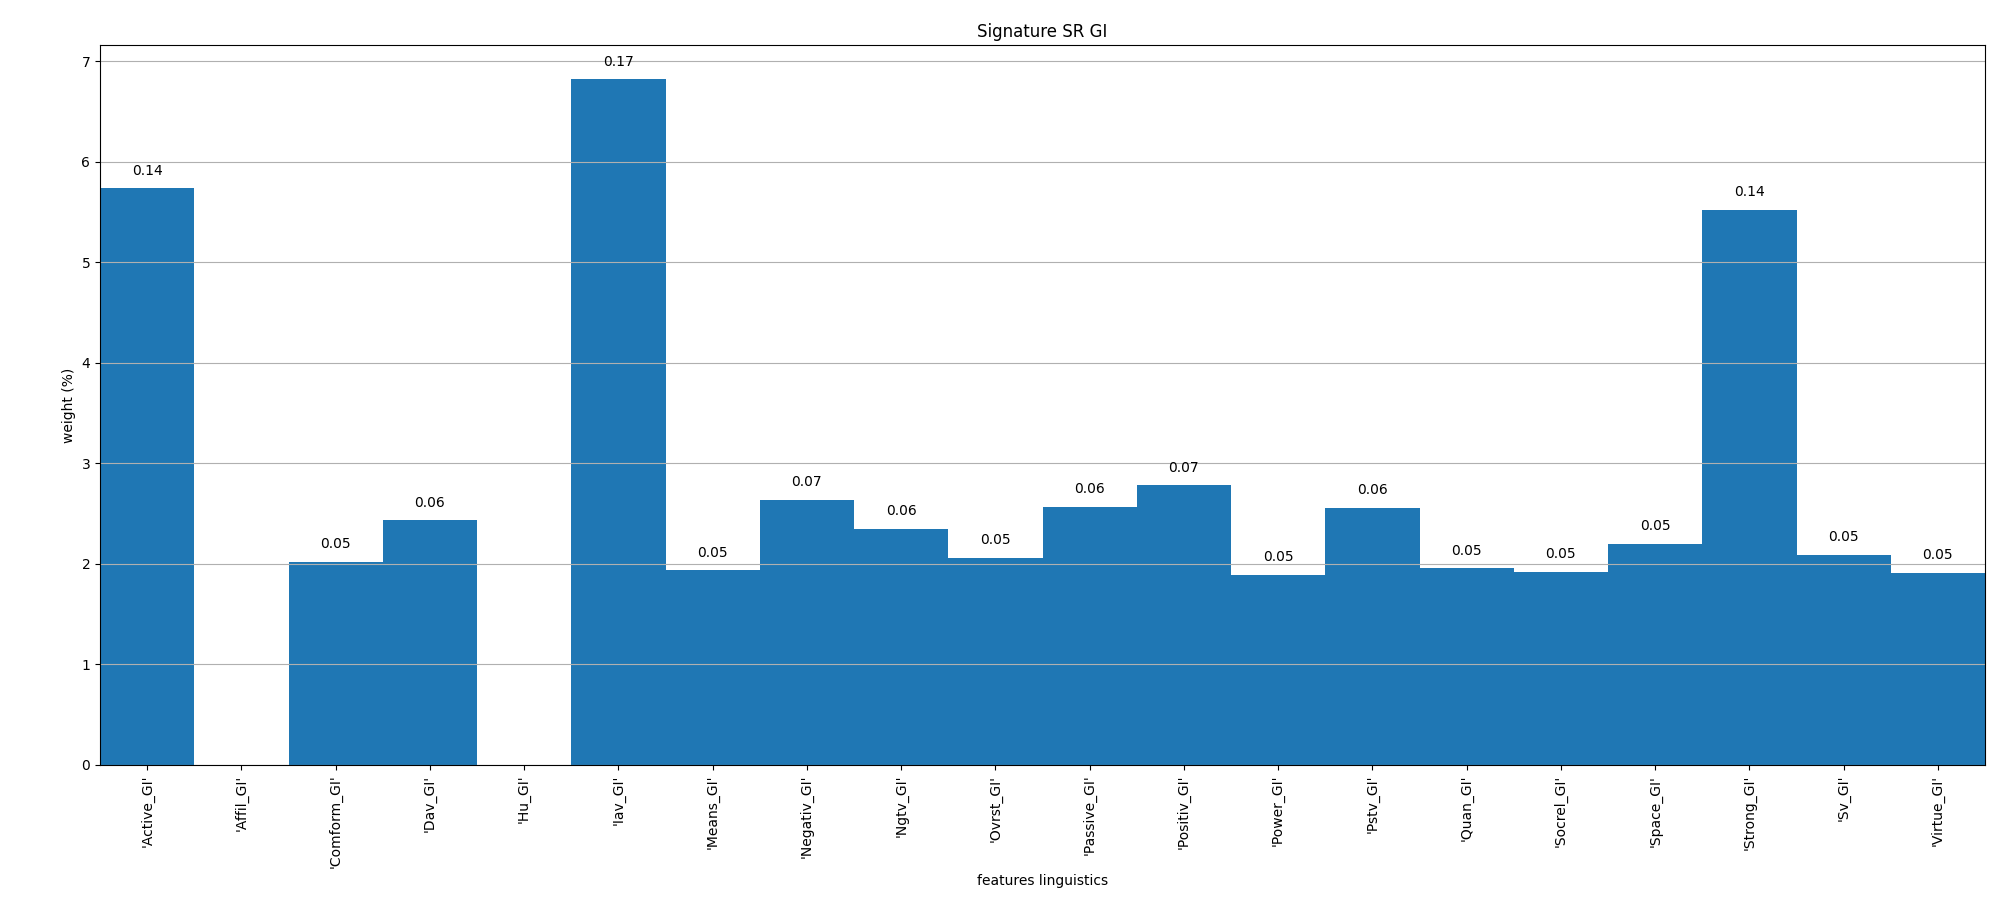 Signature SR GI
7
6
5
4
3
2
1
0
weight (%)
0.14
0.05
0.06
0.17
0.05
0.07
0.06
0.05
0.06
0.07
0.05
0.06
0.05
0.05
0.05
0.14
0.05
0.05
'Active_GI'
'Affil_GI'
'Comform_GI'
'Dav_GI'
'Hu_GI'
'Iav_GI'
'Means_GI'
'Negativ_GI'
'Ngtv_GI'
'Ovrst_GI'
'Passive_GI'
'Positiv_GI'
'Power_GI'
'Pstv_GI'
'Quan_GI'
'Socrel_GI'
'Space_GI'
'Strong_GI'
'Sv_GI'
'Virtue_GI'
features linguistics